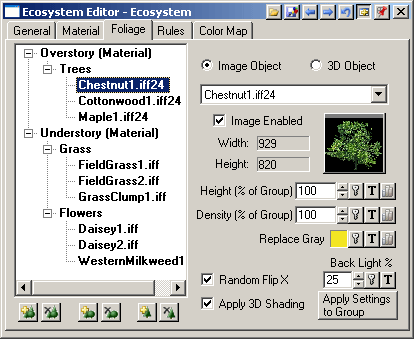 Ecosystem Editor - Ecosystem
General Material Foliage Rules Color Map
Overstory (Material)
Trees
Chestnut1.iff24
Cottonwood1.iff24
Maple1.iff24
Understory (Material)
Grass
FieldGrass1.iff
FieldGrass2.iff
GrassClump1.iff
Flowers
Daisey1.iff
Daisey2.iff
WesternMilkweed1
Image Object 3D Object
Chestnut1.iff24
Image Enabled
Width: 929
Height: 820
Height (% of Group) 100 T
Density (% of Group) 100 T
Replace Gray T
Back Light %
Random Flip X 25 T
Apply 3D Shading
Apply Settings
to Group